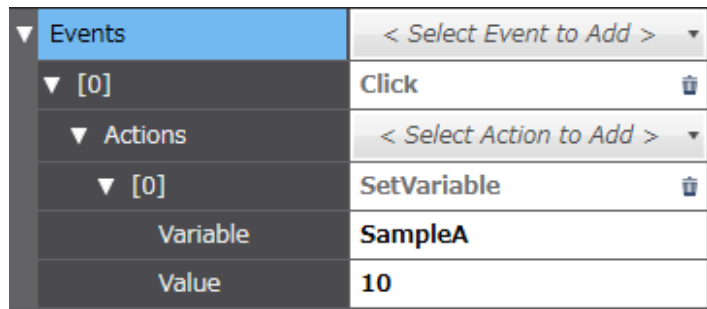 Events < Select Event to Add >
[0] Click
Actions < Select Action to Add >
[0] SetVariable
Variable SampleA
Value 10